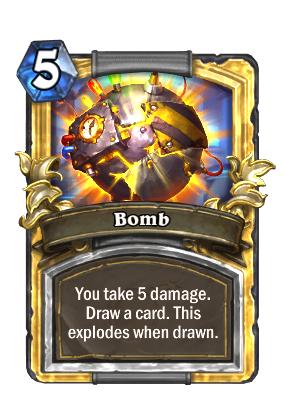 5
Bomb
You take 5 damage.
Draw a card. This
explodes when drawn.